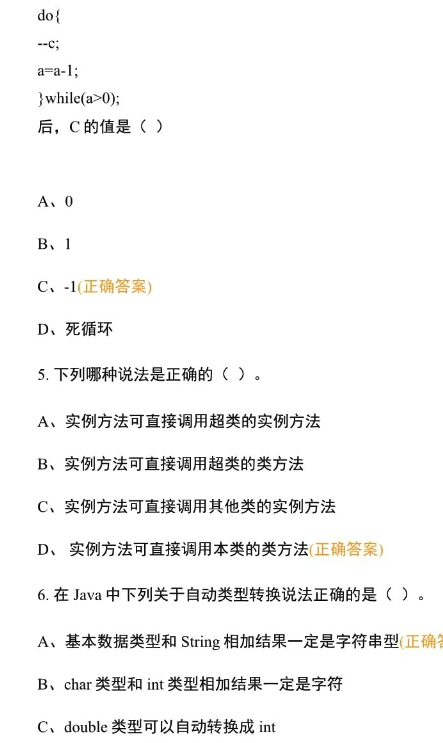 do{
--c;
a=a-1;
}while(a>0);
后，C 的值是（ ）
A、0
B、1
C、-1(正确答案)
D、死循环
5. 下列哪种说法是正确的（ ）。
A、实例方法可直接调用超类的实例方法
B、实例方法可直接调用超类的类方法
C、实例方法可直接调用其他类的实例方法
D、 实例方法可直接调用本类的类方法(正确答案)
6. 在 Java 中下列关于自动类型转换说法正确的是（ ）。
A、基本数据类型和 String 相加结果一定是字符串型(正确答
B、char 类型和 int 类型相加结果一定是字符
C、double 类型可以自动转换成 int